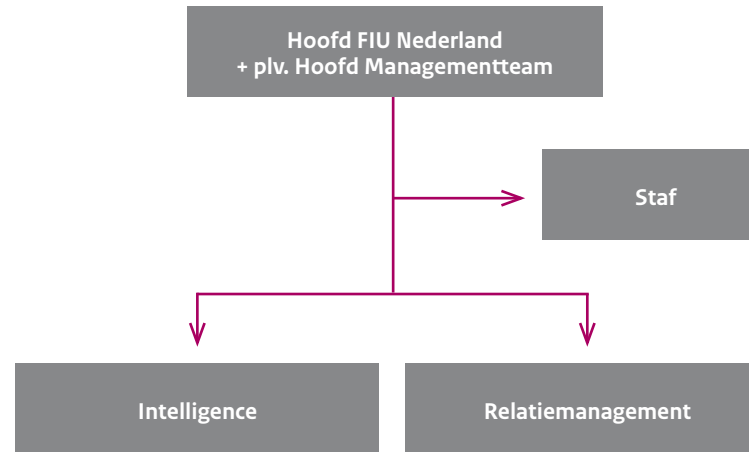 Hoofd FIU Nederland
+ plv. Hoofd Managementteam
Staf
Intelligence
Relatiemanagement